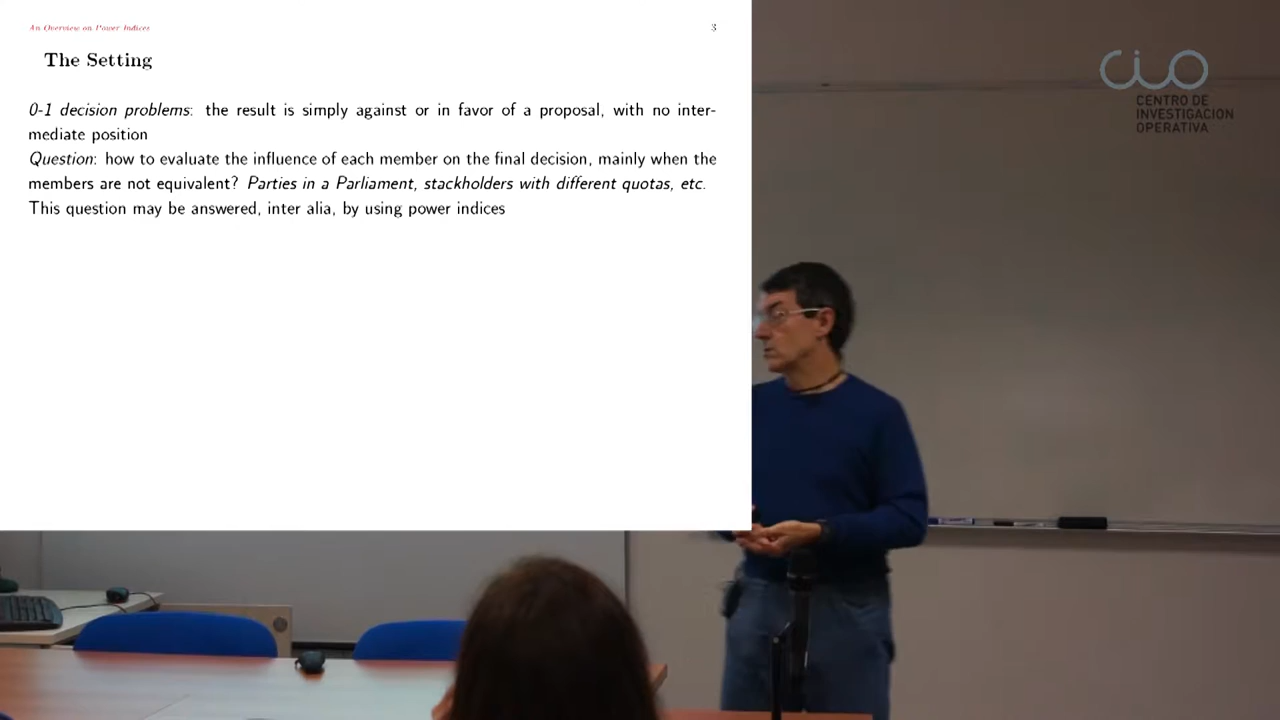 An Overview on Power Indices
3
The Setting
0-1 decision problems: the result is simply against or in favor of a proposal, with no inter-
mediate position
Question: how to evaluate the influence of each member on the final decision, mainly when the
members are not equivalent? Parties in a Parliament, stackholders with different quotas, etc.
This question may be answered, inter alia, by using power indices
CIO
CENTRO DE
INVESTIGACION
OPERATIVA